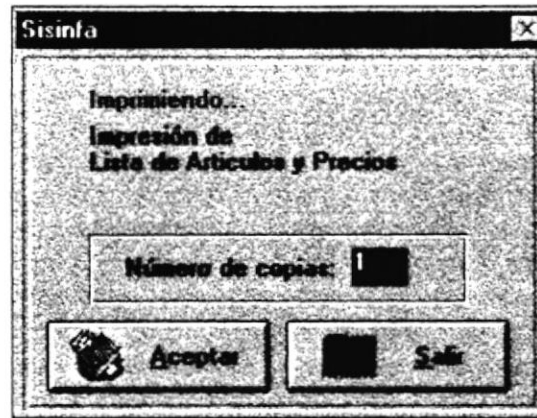 Sisinfa
Imprimiendo...
Impresión de
Lista de Articulos y Precios
Número de copias: 1
Aceptar
Salir